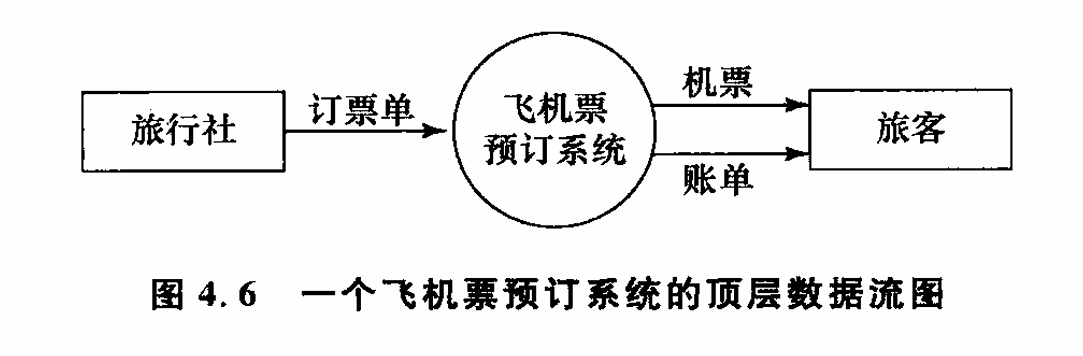 旅行社
订票单
飞机票
预订系统
机票
账单
旅客
图 4.6 一个飞机票预订系统的顶层数据流图